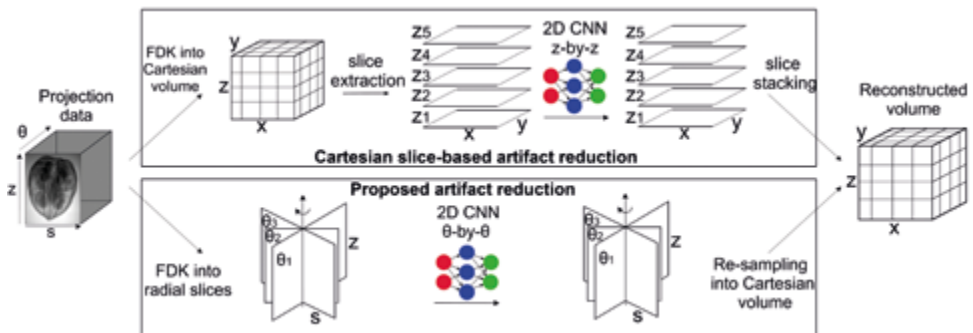 Projection
data
θ
z
s
FDK into
Cartesian
volume
y
z
x
slice
extraction
z5
z4
z3
z2
z1
x
y
2D CNN
z-by-z
z5
z4
z3
z2
z1
x
y
slice
stacking
Cartesian slice-based artifact reduction
Proposed artifact reduction
FDK into
radial slices
θ3
θ2
θ1
z
s
2D CNN
θ-by-θ
θ3
θ2
θ1
z
s
Re-sampling
into Cartesian
volume
Reconstructed
volume
y
z
x